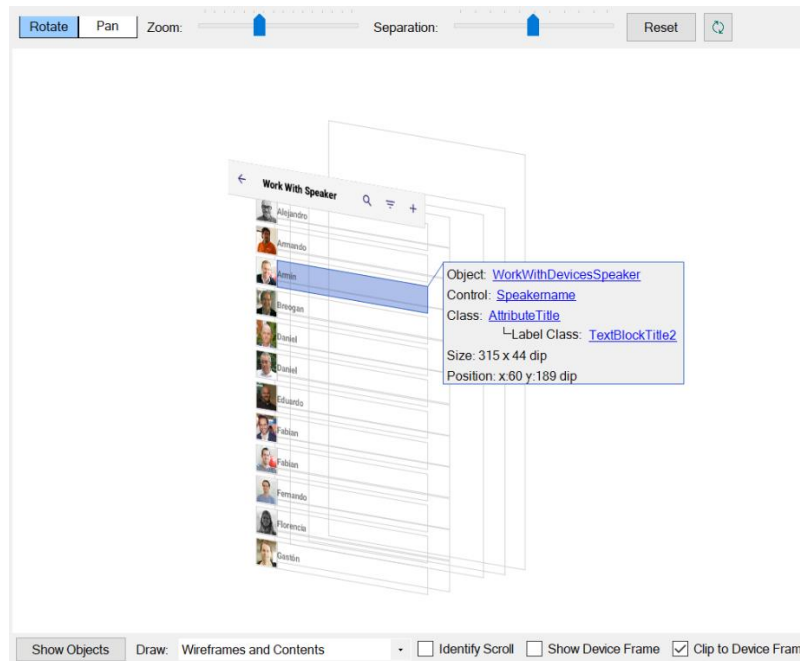 Rotate Pan Zoom: Separation: Reset
← Work With Speaker +
Alejandro
Armando
Armin
Breogan
Daniel
Daniel
Eduardo
Fabian
Fabian
Fernando
Florencia
Gastón
Object: WorkWithDevicesSpeaker
Control: Speakername
Class: AttributeTitle
Label Class: TextBlockTitle2
Size: 315 x 44 dip
Position: x:60 y:189 dip
Show Objects Draw: Wireframes and Contents Identify Scroll Show Device Frame Clip to Device Fram